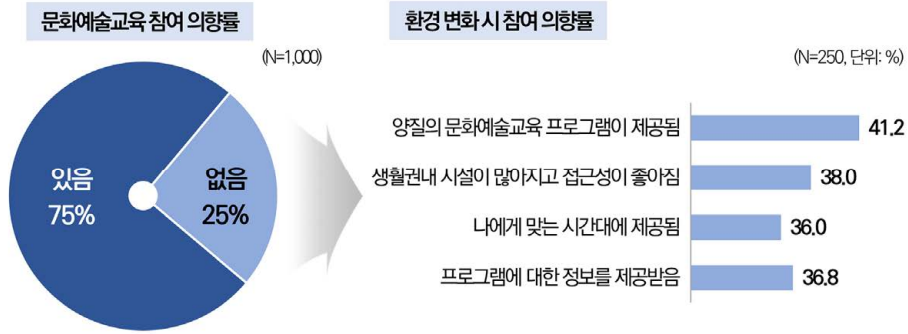 문화예술교육 참여 의향률
(N=1,000)
있음
75%
없음
25%
환경 변화 시 참여 의향률
(N=250, 단위: %)
양질의 문화예술교육 프로그램이 제공됨
41.2
생활권내 시설이 많아지고 접근성이 좋아짐
38.0
나에게 맞는 시간대에 제공됨
36.0
프로그램에 대한 정보를 제공받음
36.8